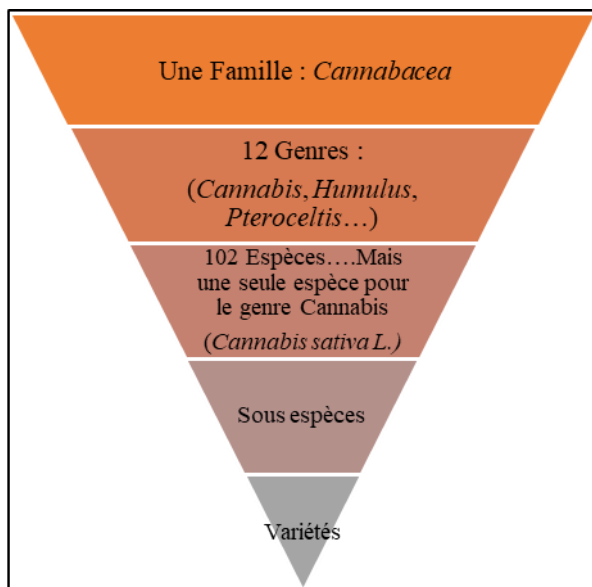 Une Famille : Cannabacea
12 Genres :
(Cannabis, Humulus,
Pteroceltis…)
102 Espèces….Mais
une seule espèce pour
le genre Cannabis
(Cannabis sativa L.)
Sous espèces
Variétés